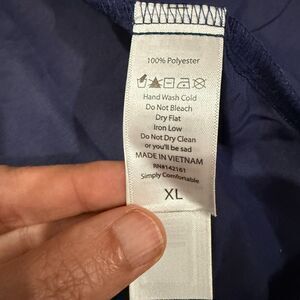 100% Polyester
Hand Wash Cold
Do Not Bleach
Dry Flat
Iron Low
Do Not Dry Clean
or you'll be sad
MADE IN VIETNAM
RN#142161
Simply Comfortable
XL